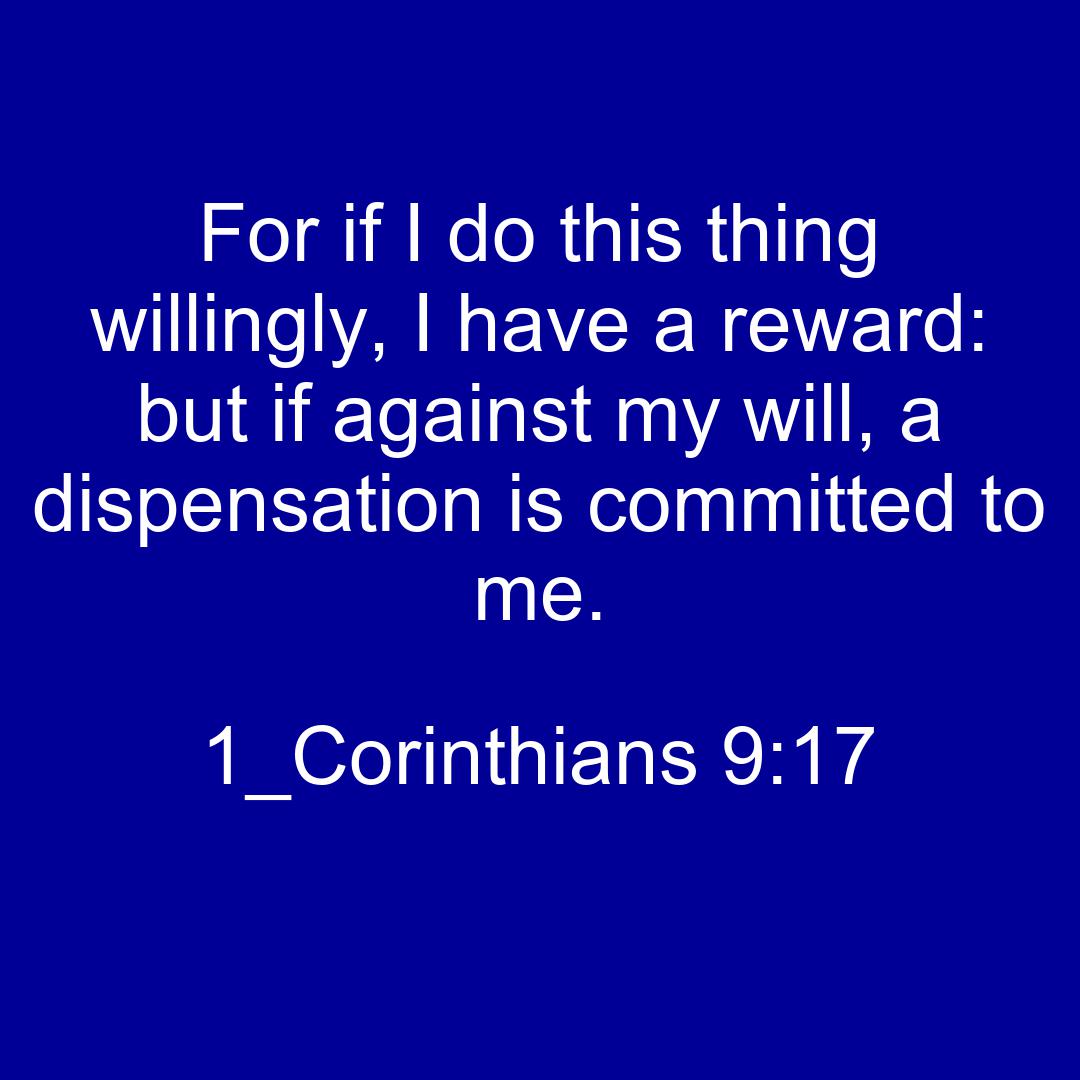 For if I do this thing
willingly, I have a reward:
but if against my will, a
dispensation is committed to
me.
1_Corinthians 9:17